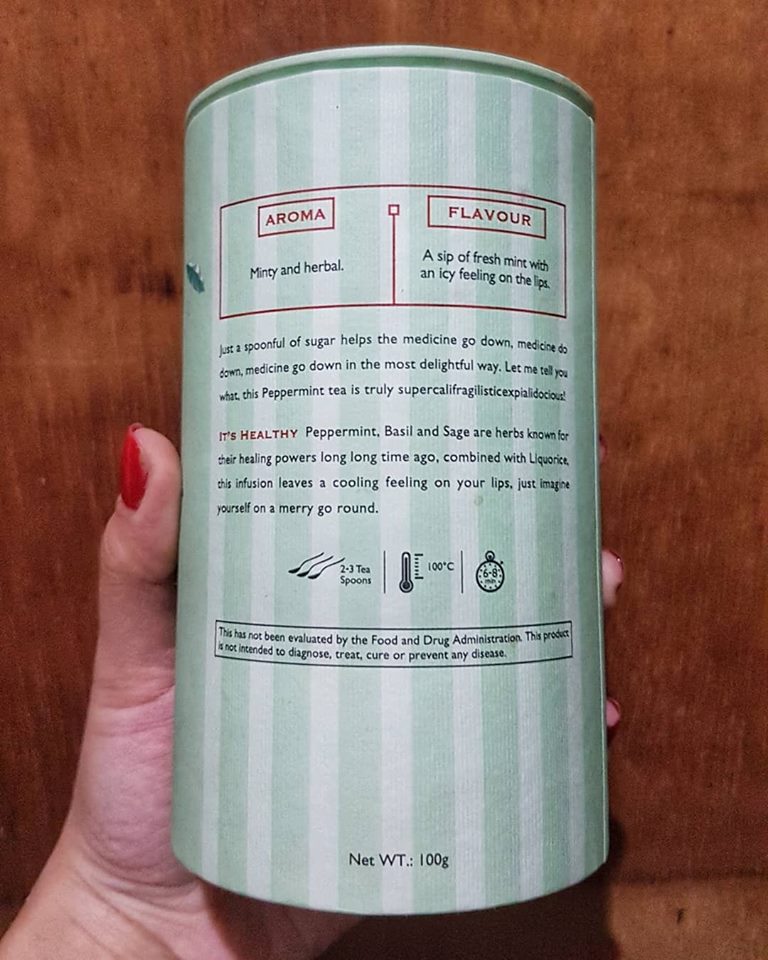 AROMA
FLAVOUR
Minty and herbal.
A sip of fresh mint with
an icy feeling on the lips.
Just a spoonful of sugar helps the medicine go down, medicine do
down, medicine go down in the most delightful way. Let me tell you
what, this Peppermint tea is truly supercalifragilisticexpialidocious!
IT'S HEALTHY Peppermint, Basil and Sage are herbs known for
their healing powers long long time ago, combined with Liquorice,
this infusion leaves a cooling feeling on your lips, just imagine
yourself on a merry go round.
2-3 Tea
Spoons
100°C
6-8
min
This has not been evaluated by the Food and Drug Administration. This product
is not intended to diagnose, treat, cure or prevent any disease.
Net WT.: 100g